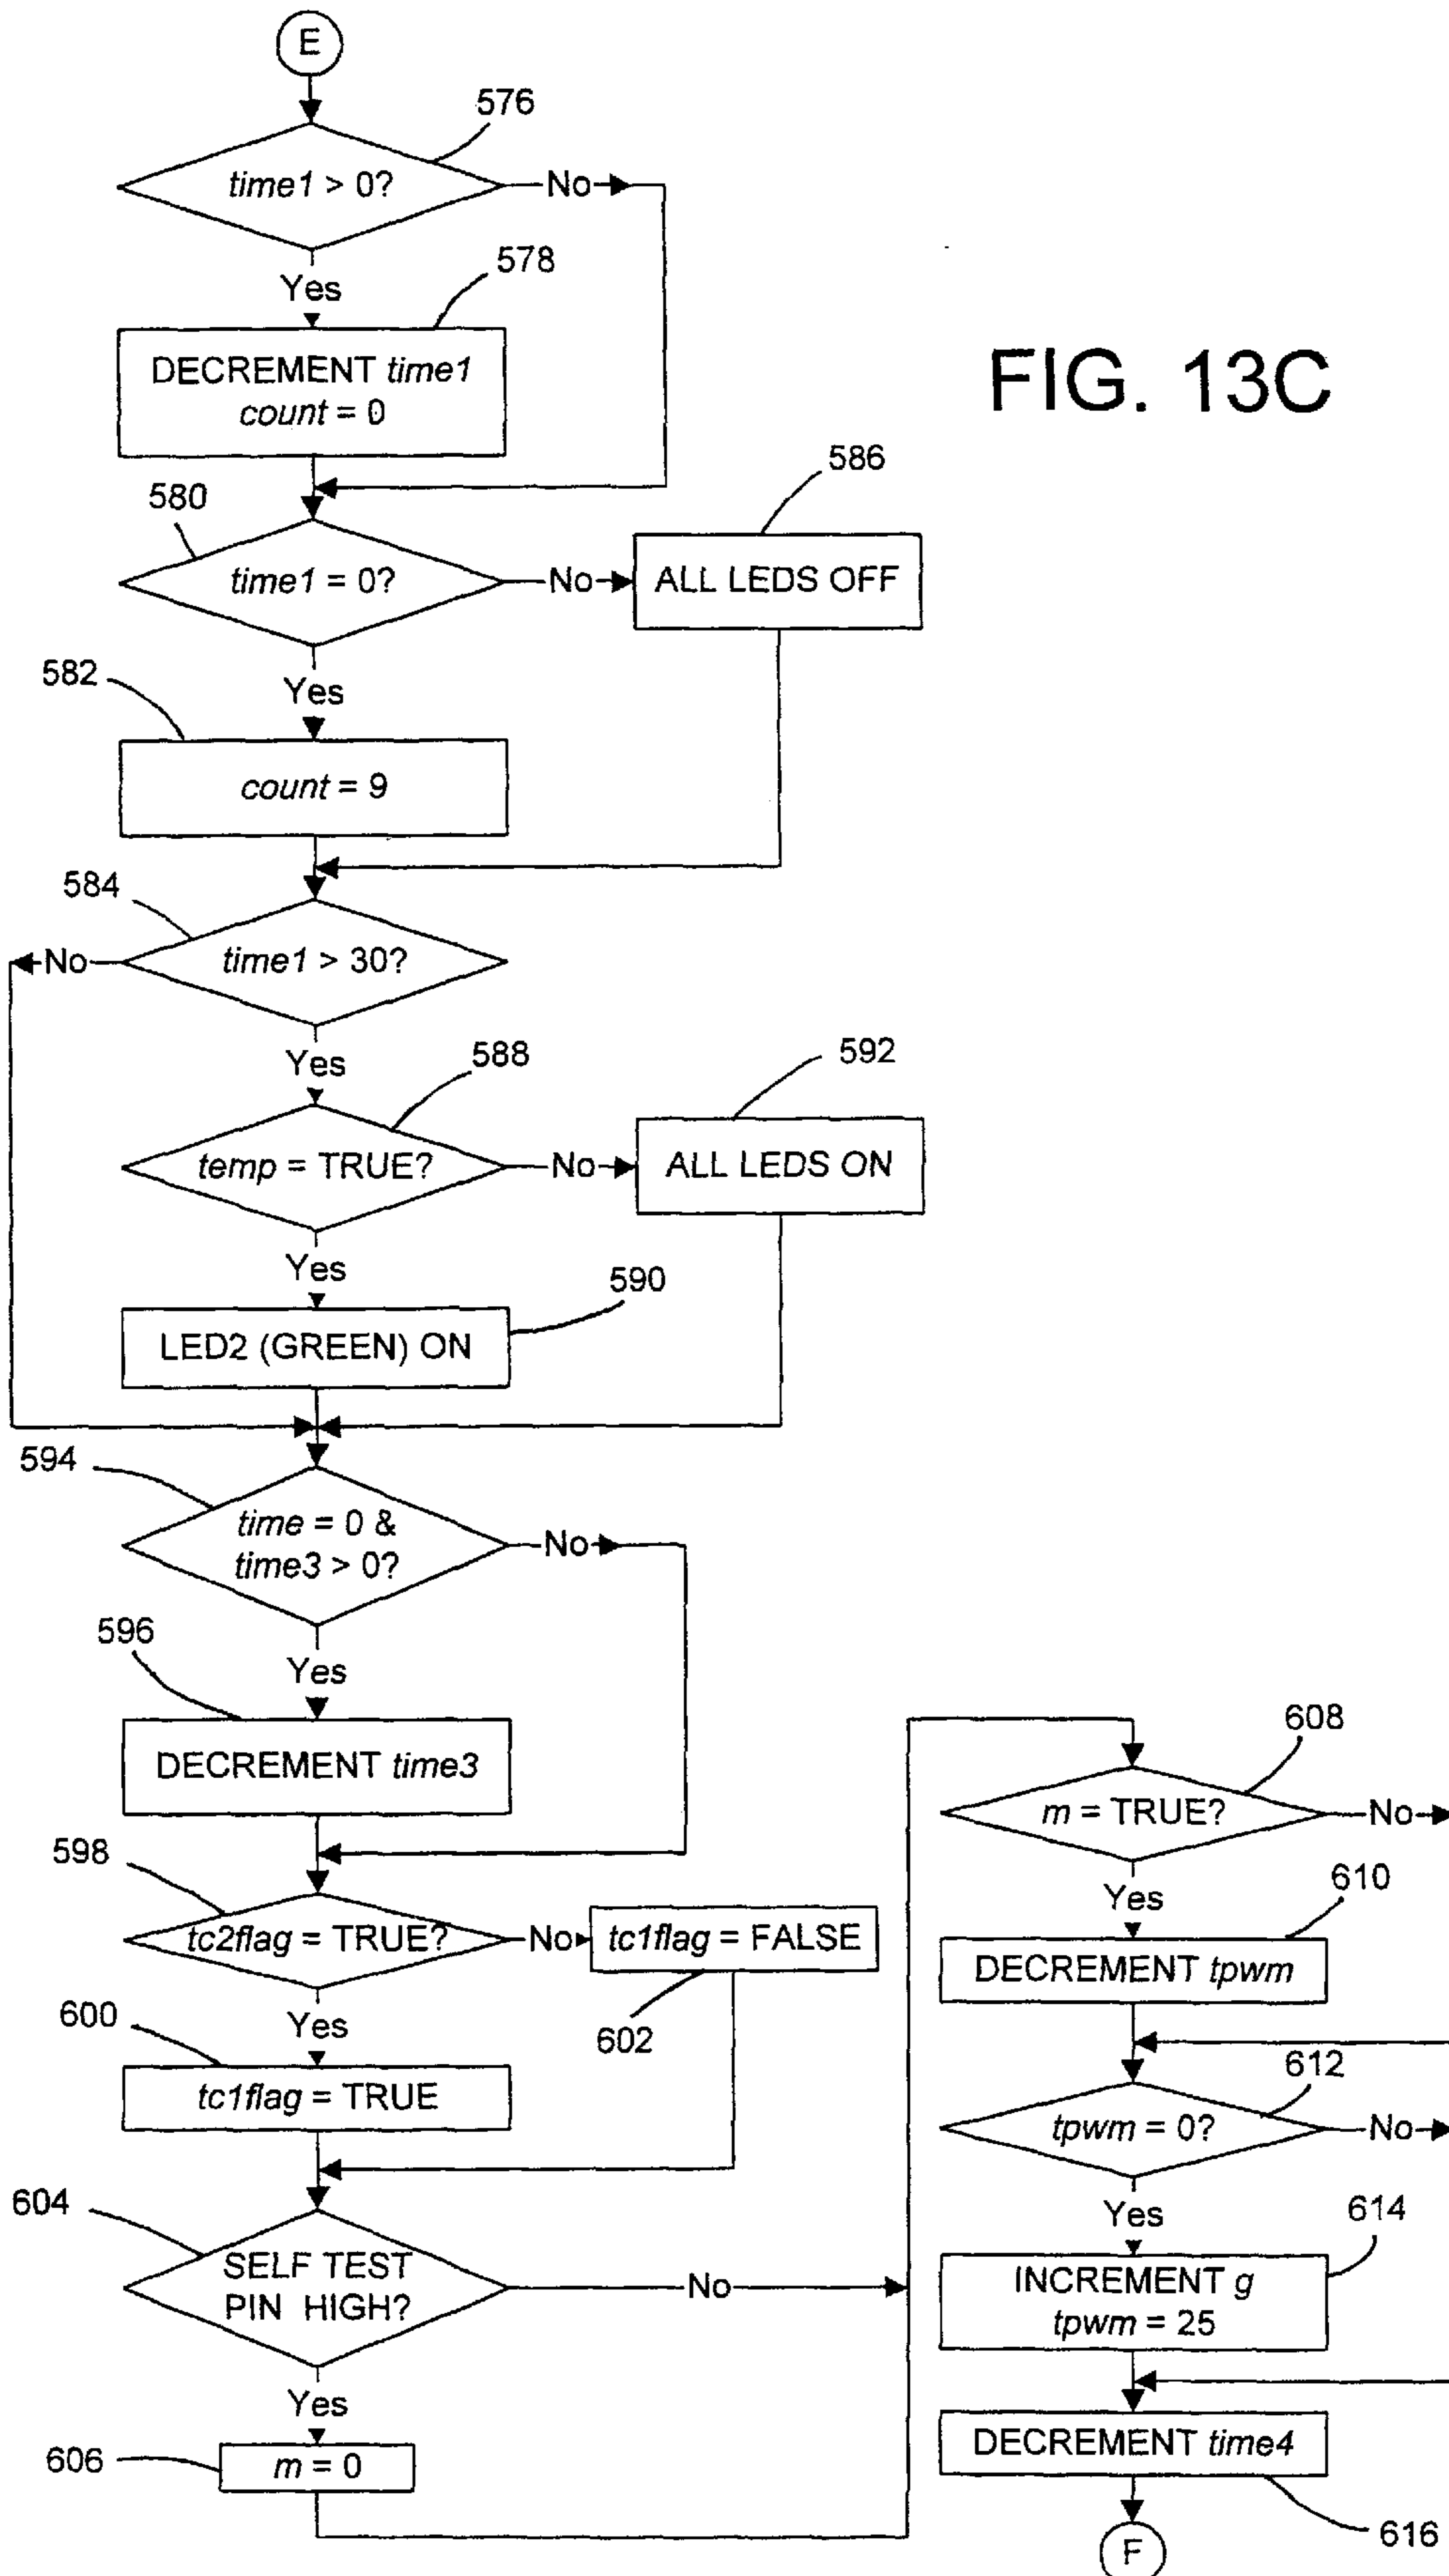 E
576
time1 > 0?
No
Yes
578
DECREMENT time1
count = 0
FIG. 13C
580
time1 = 0?
No
586
ALL LEDS OFF
Yes
582
count = 9
584
time1 > 30?
No
Yes
588
temp = TRUE?
No
592
ALL LEDS ON
Yes
590
LED2 (GREEN) ON
594
time = 0 &
time3 > 0?
No
Yes
596
DECREMENT time3
598
tc2flag = TRUE?
No
tc1flag = FALSE
602
Yes
600
tc1flag = TRUE
604
SELF TEST
PIN HIGH?
No
Yes
606
m = 0
608
m = TRUE?
No
Yes
610
DECREMENT tpwm
612
tpwm = 0?
No
Yes
614
INCREMENT g
tpwm = 25
DECREMENT time4
616
F